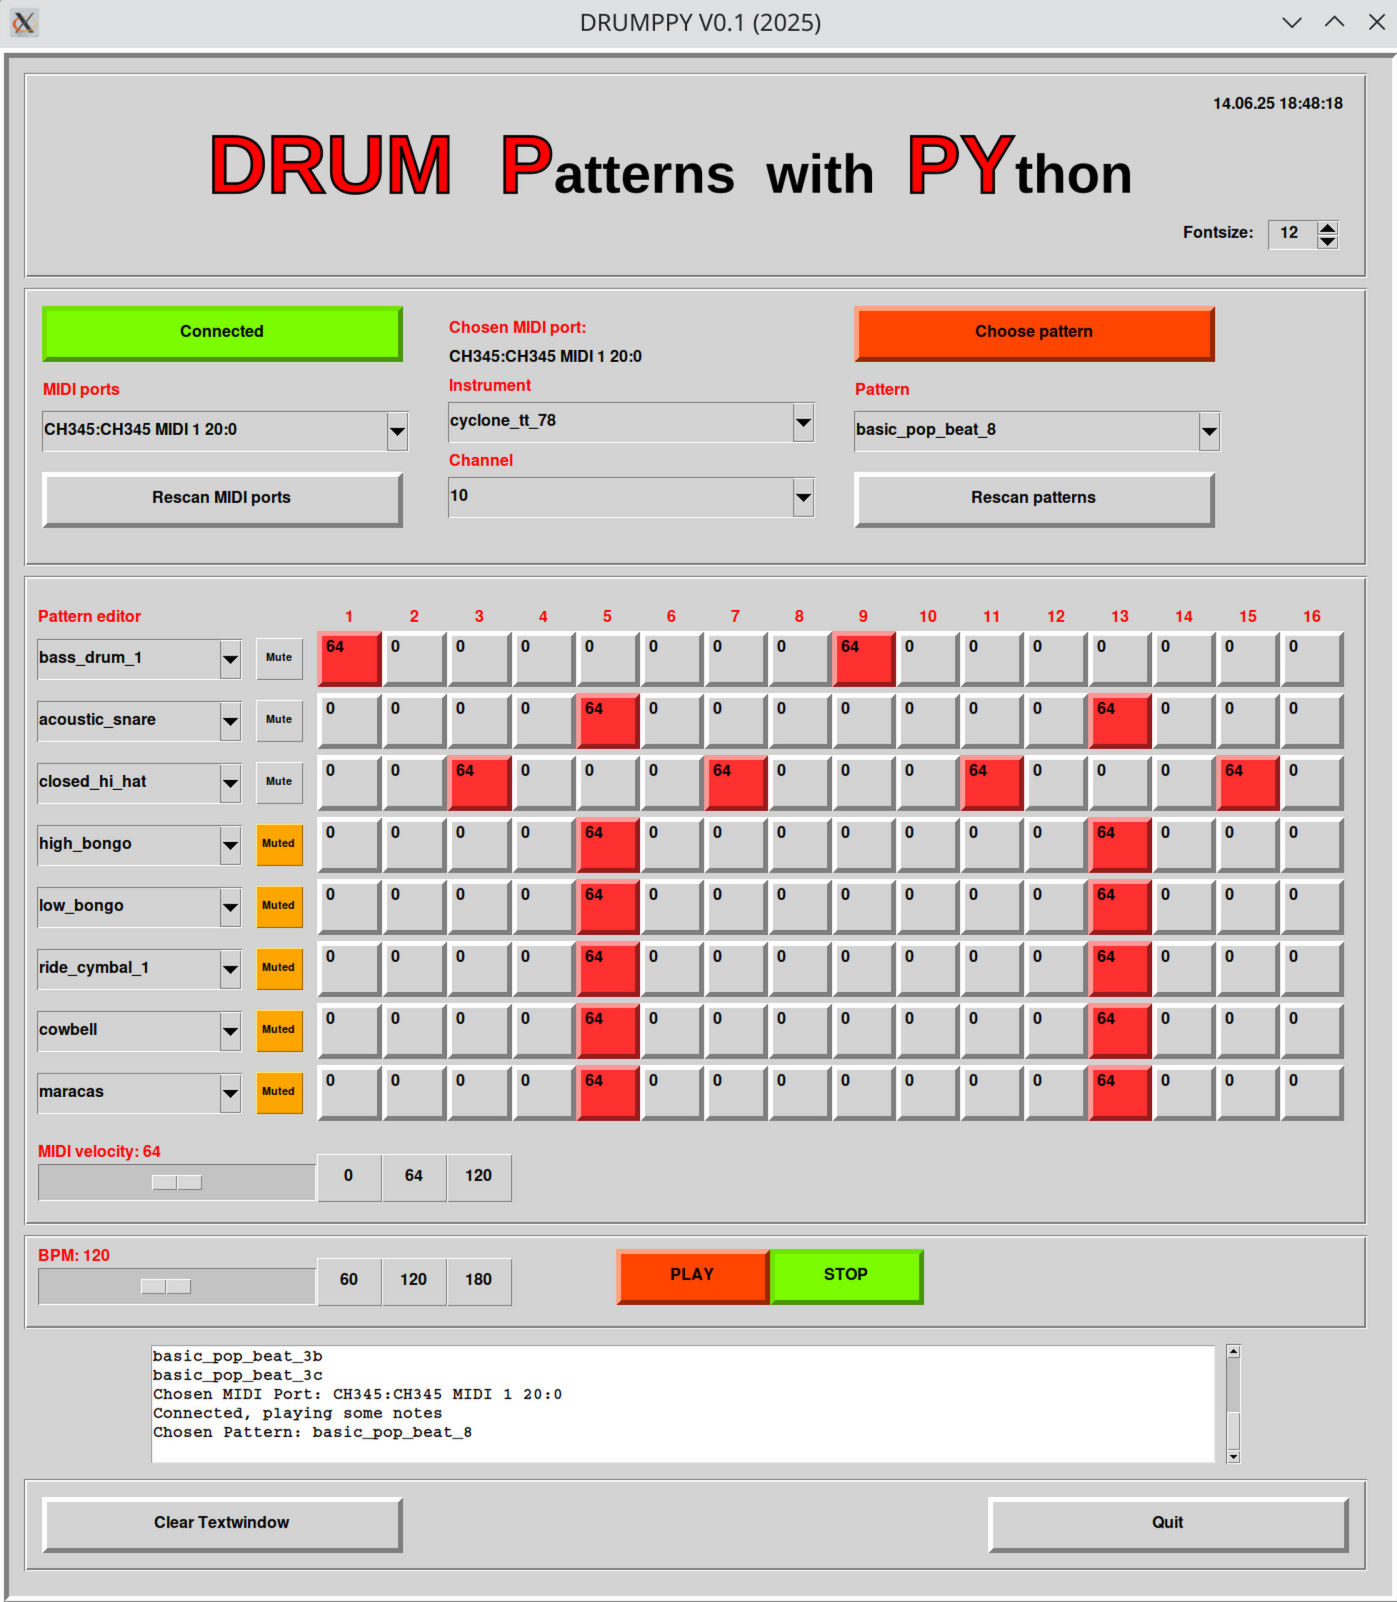 DRUMPPY V0.1 (2025)
14.06.25 18:48:18
DRUM Patterns with PYthon
Fontsize: 12
Connected
Chosen MIDI port:
CH345:CH345 MIDI 1 20:0
Choose pattern
MIDI ports
Instrument
Pattern
CH345:CH345 MIDI 1 20:0
cyclone_tt_78
basic_pop_beat_8
Channel
Rescan MIDI ports
10
Rescan patterns
Pattern editor 1 2 3 4 5 6 7 8 9 10 11 12 13 14 15 16
bass_drum_1 Mute 64 0 0 0 0 0 0 0 64 0 0 0 0 0 0 0
acoustic_snare Mute 0 0 0 0 64 0 0 0 0 0 0 0 64 0 0 0
closed_hi_hat Mute 0 0 64 0 0 0 64 0 0 0 64 0 0 0 64 0
high_bongo Muted 0 0 0 0 64 0 0 0 0 0 0 0 64 0 0 0
low_bongo Muted 0 0 0 0 64 0 0 0 0 0 0 0 64 0 0 0
ride_cymbal_1 Muted 0 0 0 0 64 0 0 0 0 0 0 0 64 0 0 0
cowbell Muted 0 0 0 0 64 0 0 0 0 0 0 0 64 0 0 0
maracas Muted 0 0 0 0 64 0 0 0 0 0 0 0 64 0 0 0
MIDI velocity: 64
0 64 120
BPM: 120
60 120 180 PLAY STOP
basic_pop_beat_3b
basic_pop_beat_3c
Chosen MIDI Port: CH345:CH345 MIDI 1 20:0
Connected, playing some notes
Chosen Pattern: basic_pop_beat_8
Clear Textwindow
Quit